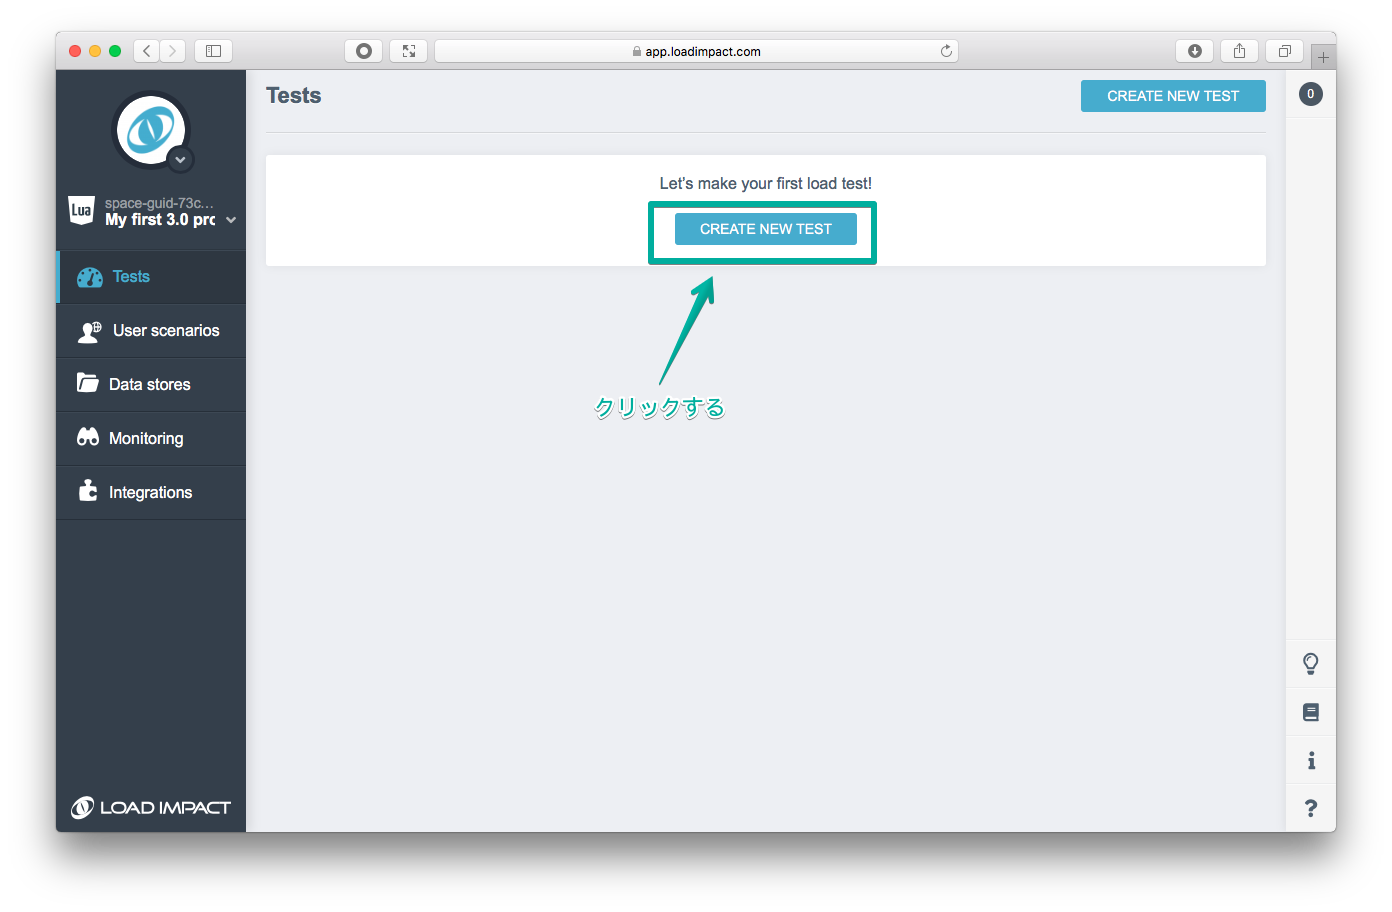 app.loadimpact.com
Tests
CREATE NEW TEST
0
Lua
space-guid-73c...
My first 3.0 prc
Let's make your first load test!
CREATE NEW TEST
Tests
User scenarios
Data stores
Monitoring
Integrations
クリックする
LOAD IMPACT